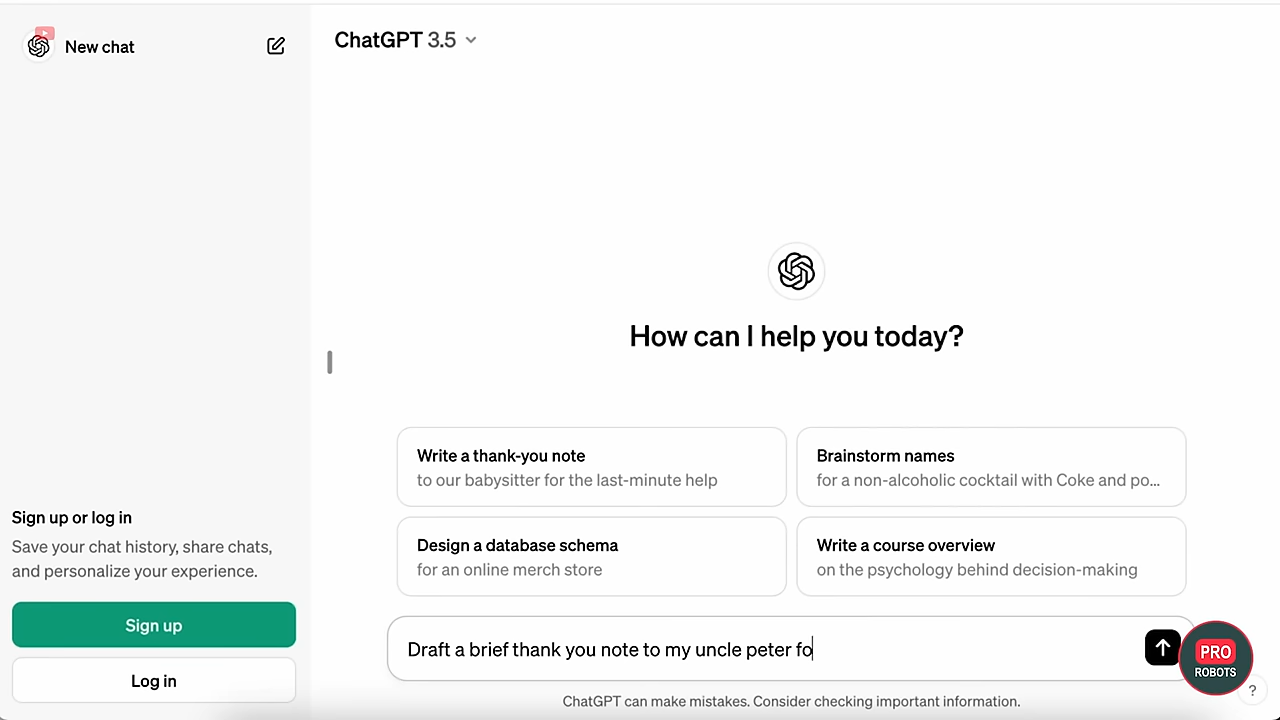 New chat
ChatGPT 3.5
How can I help you today?
Write a thank-you note
to our babysitter for the last-minute help
Brainstorm names
for a non-alcoholic cocktail with Coke and po...
Design a database schema
for an online merch store
Write a course overview
on the psychology behind decision-making
Sign up or log in
Save your chat history, share chats,
and personalize your experience.
Sign up
Log in
Draft a brief thank you note to my uncle peter fo
PRO
ROBOTS
ChatGPT can make mistakes. Consider checking important information.
?